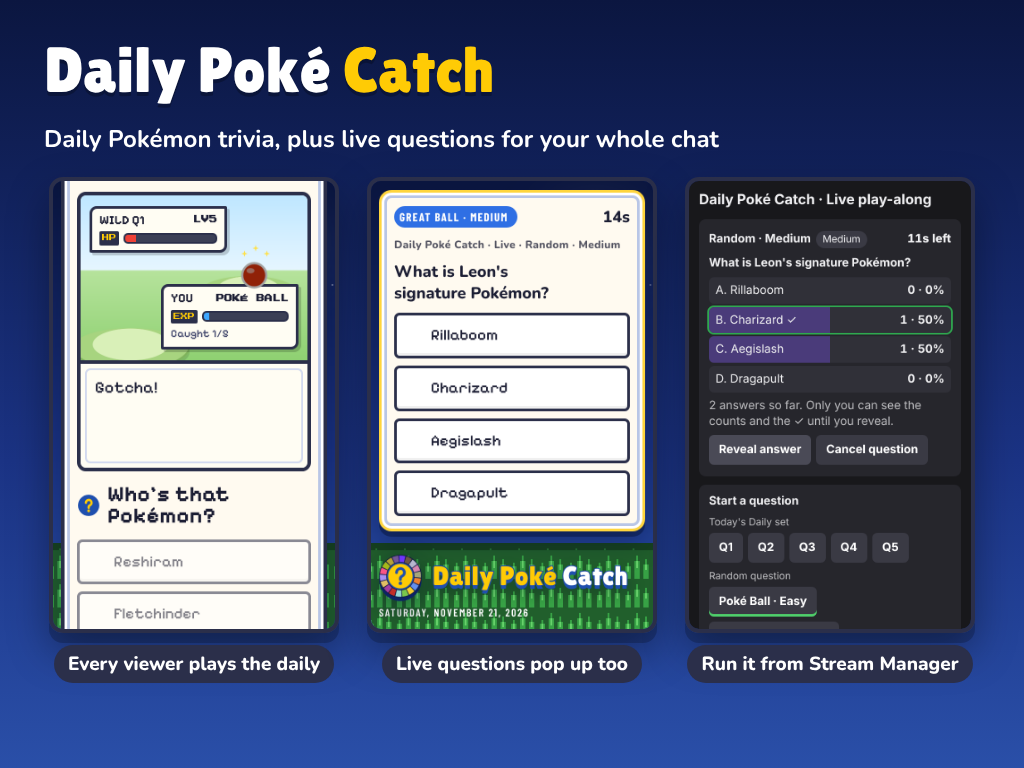 Daily Poké Catch
Daily Pokémon trivia, plus live questions for your whole chat
WILD Q1 LV5
HP
YOU POKé BALL
EXP
Caught 1/8
Gotcha!
?
Who's that
Pokémon?
Reshiram
Fletchinder
Every viewer plays the daily
GREAT BALL · MEDIUM 14s
Daily Poké Catch · Live · Random · Medium
What is Leon's
signature Pokémon?
Rillaboom
Charizard
Aegislash
Dragapult
? Daily Poké Catch
SATURDAY, NOVEMBER 21, 2026
Live questions pop up too
Daily Poké Catch · Live play-along
Random · Medium Medium 11s left
What is Leon's signature Pokémon?
A. Rillaboom 0 · 0%
B. Charizard ✓ 1 · 50%
C. Aegislash 1 · 50%
D. Dragapult 0 · 0%
2 answers so far. Only you can see the
counts and the ✓ until you reveal.
Reveal answer Cancel question
Start a question
Today's Daily set
Q1 Q2 Q3 Q4 Q5
Random question
Poké Ball · Easy
Run it from Stream Manager